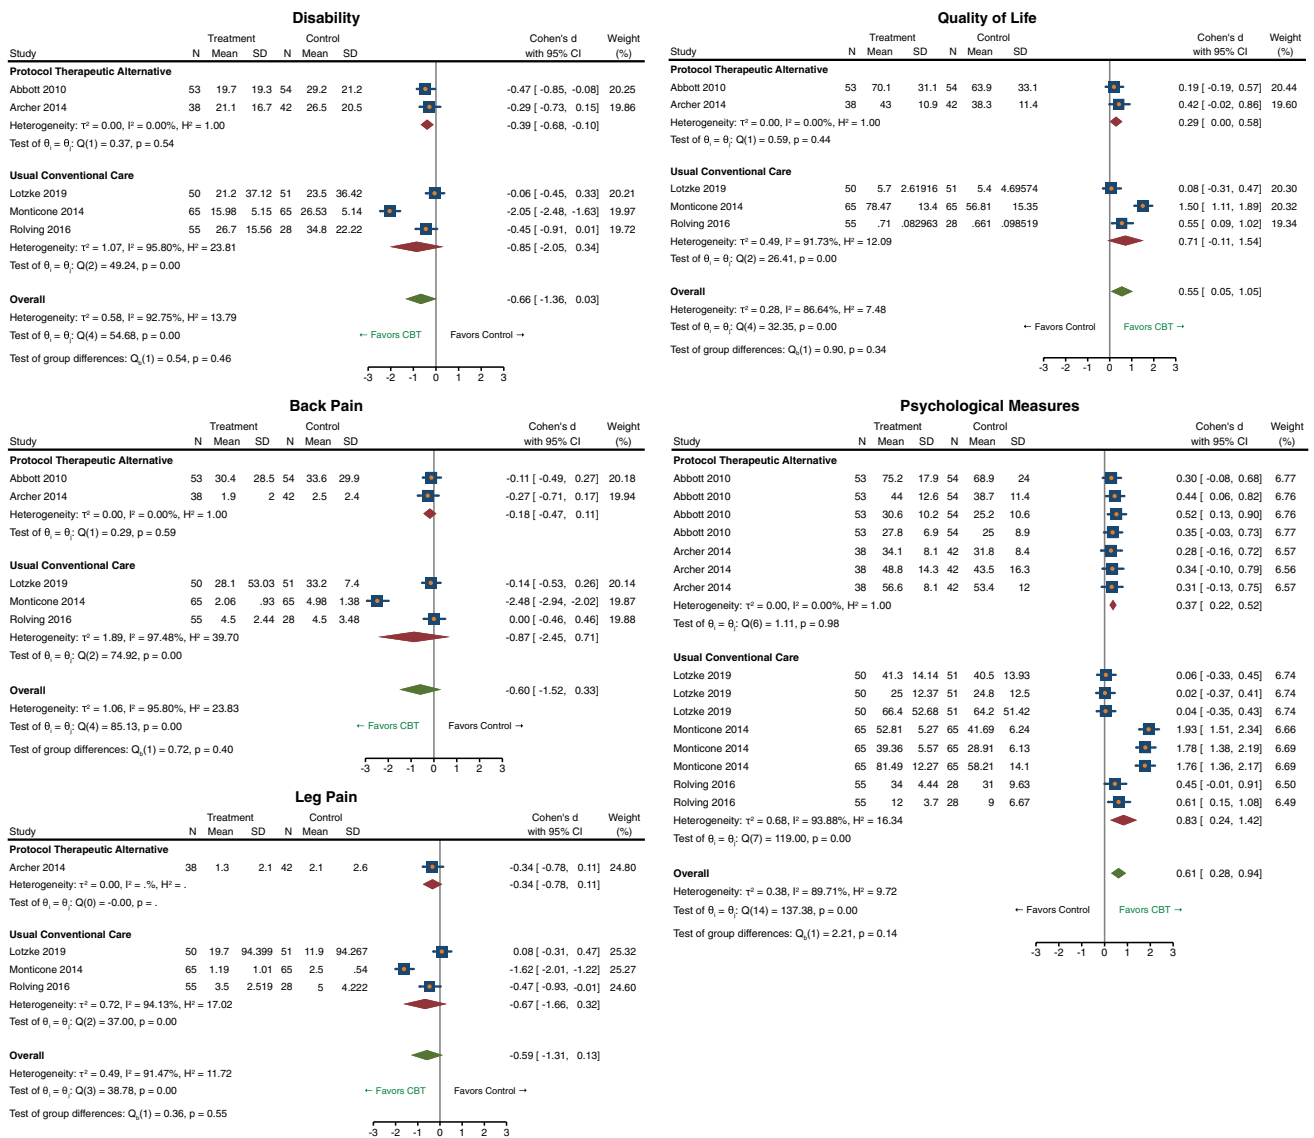 Disability
Treatment Control Cohen's d Weight
Study N Mean SD N Mean SD with 95% CI (%)
Protocol Therapeutic Alternative
Abbott 2010 53 19.7 19.3 54 29.2 21.2 -0.47 [ -0.85, -0.08] 20.25
Archer 2014 38 21.1 16.7 42 26.5 20.5 -0.29 [ -0.73, 0.15] 19.86
Heterogeneity: τ² = 0.00, I² = 0.00%, H² = 1.00 -0.39 [ -0.68, -0.10]
Test of θᵢ = θⱼ: Q(1) = 0.37, p = 0.54
Usual Conventional Care
Lotzke 2019 50 21.2 37.12 51 23.5 36.42 -0.06 [ -0.45, 0.33] 20.21
Monticone 2014 65 15.98 5.15 65 26.53 5.14 -2.05 [ -2.48, -1.63] 19.97
Rolving 2016 55 26.7 15.56 28 34.8 22.22 -0.45 [ -0.91, 0.01] 19.72
Heterogeneity: τ² = 1.07, I² = 95.80%, H² = 23.81 -0.85 [ -2.05, 0.34]
Test of θᵢ = θⱼ: Q(2) = 49.24, p = 0.00
Overall -0.66 [ -1.36, 0.03]
Heterogeneity: τ² = 0.58, I² = 92.75%, H² = 13.79
Test of θᵢ = θⱼ: Q(4) = 54.68, p = 0.00 ← Favors CBT Favors Control →
Test of group differences: Q_b(1) = 0.54, p = 0.46
-3 -2 -1 0 1 2 3
Quality of Life
Treatment Control Cohen's d Weight
Study N Mean SD N Mean SD with 95% CI (%)
Protocol Therapeutic Alternative
Abbott 2010 53 70.1 31.1 54 63.9 33.1 0.19 [ -0.19, 0.57] 20.44
Archer 2014 38 43 10.9 42 38.3 11.4 0.42 [ -0.02, 0.86] 19.60
Heterogeneity: τ² = 0.00, I² = 0.00%, H² = 1.00 0.29 [ 0.00, 0.58]
Test of θᵢ = θⱼ: Q(1) = 0.59, p = 0.44
Usual Conventional Care
Lotzke 2019 50 5.7 2.61916 51 5.4 4.69574 0.08 [ -0.31, 0.47] 20.30
Monticone 2014 65 78.47 13.4 65 56.81 15.35 1.50 [ 1.11, 1.89] 20.32
Rolving 2016 55 .71 .082963 28 .661 .098519 0.55 [ 0.09, 1.02] 19.34
Heterogeneity: τ² = 0.49, I² = 91.73%, H² = 12.09 0.71 [ -0.11, 1.54]
Test of θᵢ = θⱼ: Q(2) = 26.41, p = 0.00
Overall 0.55 [ 0.05, 1.05]
Heterogeneity: τ² = 0.28, I² = 86.64%, H² = 7.48
Test of θᵢ = θⱼ: Q(4) = 32.35, p = 0.00 ← Favors Control Favors CBT →
Test of group differences: Q_b(1) = 0.90, p = 0.34
-3 -2 -1 0 1 2 3
Back Pain
Treatment Control Cohen's d Weight
Study N Mean SD N Mean SD with 95% CI (%)
Protocol Therapeutic Alternative
Abbott 2010 53 30.4 28.5 54 33.6 29.9 -0.11 [ -0.49, 0.27] 20.18
Archer 2014 38 1.9 2 42 2.5 2.4 -0.27 [ -0.71, 0.17] 19.94
Heterogeneity: τ² = 0.00, I² = 0.00%, H² = 1.00 -0.18 [ -0.47, 0.11]
Test of θᵢ = θⱼ: Q(1) = 0.29, p = 0.59
Usual Conventional Care
Lotzke 2019 50 28.1 53.03 51 33.2 7.4 -0.14 [ -0.53, 0.26] 20.14
Monticone 2014 65 2.06 .93 65 4.98 1.38 -2.48 [ -2.94, -2.02] 19.87
Rolving 2016 55 4.5 2.44 28 4.5 3.48 0.00 [ -0.46, 0.46] 19.88
Heterogeneity: τ² = 1.89, I² = 97.48%, H² = 39.70 -0.87 [ -2.45, 0.71]
Test of θᵢ = θⱼ: Q(2) = 74.92, p = 0.00
Overall -0.60 [ -1.52, 0.33]
Heterogeneity: τ² = 1.06, I² = 95.80%, H² = 23.83
Test of θᵢ = θⱼ: Q(4) = 85.13, p = 0.00 ← Favors CBT Favors Control →
Test of group differences: Q_b(1) = 0.72, p = 0.40
-3 -2 -1 0 1 2 3
Psychological Measures
Treatment Control Cohen's d Weight
Study N Mean SD N Mean SD with 95% CI (%)
Protocol Therapeutic Alternative
Abbott 2010 53 75.2 17.9 54 68.9 24 0.30 [ -0.08, 0.68] 6.77
Abbott 2010 53 44 12.6 54 38.7 11.4 0.44 [ 0.06, 0.82] 6.76
Abbott 2010 53 30.6 10.2 54 25.2 10.6 0.52 [ 0.13, 0.90] 6.76
Abbott 2010 53 27.8 6.9 54 25 8.9 0.35 [ -0.03, 0.73] 6.77
Archer 2014 38 34.1 8.1 42 31.8 8.4 0.28 [ -0.16, 0.72] 6.57
Archer 2014 38 48.8 14.3 42 43.5 16.3 0.34 [ -0.10, 0.79] 6.56
Archer 2014 38 56.6 8.1 42 53.4 12 0.31 [ -0.13, 0.75] 6.57
Heterogeneity: τ² = 0.00, I² = 0.00%, H² = 1.00 0.37 [ 0.22, 0.52]
Test of θᵢ = θⱼ: Q(6) = 1.11, p = 0.98
Usual Conventional Care
Lotzke 2019 50 41.3 14.14 51 40.5 13.93 0.06 [ -0.33, 0.45] 6.74
Lotzke 2019 50 25 12.37 51 24.8 12.5 0.02 [ -0.37, 0.41] 6.74
Lotzke 2019 50 66.4 52.68 51 64.2 51.42 0.04 [ -0.35, 0.43] 6.74
Monticone 2014 65 52.81 5.27 65 41.69 6.24 1.93 [ 1.51, 2.34] 6.66
Monticone 2014 65 39.36 5.57 65 28.91 6.13 1.78 [ 1.38, 2.19] 6.69
Monticone 2014 65 81.49 12.27 65 58.21 14.1 1.76 [ 1.36, 2.17] 6.69
Rolving 2016 55 34 4.44 28 31 9.63 0.45 [ -0.01, 0.91] 6.50
Rolving 2016 55 12 3.7 28 9 6.67 0.61 [ 0.15, 1.08] 6.49
Heterogeneity: τ² = 0.68, I² = 93.88%, H² = 16.34 0.83 [ 0.24, 1.42]
Test of θᵢ = θⱼ: Q(7) = 119.00, p = 0.00
Overall 0.61 [ 0.28, 0.94]
Heterogeneity: τ² = 0.38, I² = 89.71%, H² = 9.72
Test of θᵢ = θⱼ: Q(14) = 137.38, p = 0.00 ← Favors Control Favors CBT →
Test of group differences: Q_b(1) = 2.21, p = 0.14
-3 -2 -1 0 1 2 3
Leg Pain
Treatment Control Cohen's d Weight
Study N Mean SD N Mean SD with 95% CI (%)
Protocol Therapeutic Alternative
Archer 2014 38 1.3 2.1 42 2.1 2.6 -0.34 [ -0.78, 0.11] 24.80
Heterogeneity: τ² = 0.00, I² = .%, H² = . -0.34 [ -0.78, 0.11]
Test of θᵢ = θⱼ: Q(0) = -0.00, p = .
Usual Conventional Care
Lotzke 2019 50 19.7 94.399 51 11.9 94.267 0.08 [ -0.31, 0.47] 25.32
Monticone 2014 65 1.19 1.01 65 2.5 .54 -1.62 [ -2.01, -1.22] 25.27
Rolving 2016 55 3.5 2.519 28 5 4.222 -0.47 [ -0.93, -0.01] 24.60
Heterogeneity: τ² = 0.72, I² = 94.13%, H² = 17.02 -0.67 [ -1.66, 0.32]
Test of θᵢ = θⱼ: Q(2) = 37.00, p = 0.00
Overall -0.59 [ -1.31, 0.13]
Heterogeneity: τ² = 0.49, I² = 91.47%, H² = 11.72
Test of θᵢ = θⱼ: Q(3) = 38.78, p = 0.00 ← Favors CBT Favors Control →
Test of group differences: Q_b(1) = 0.36, p = 0.55
-3 -2 -1 0 1 2 3